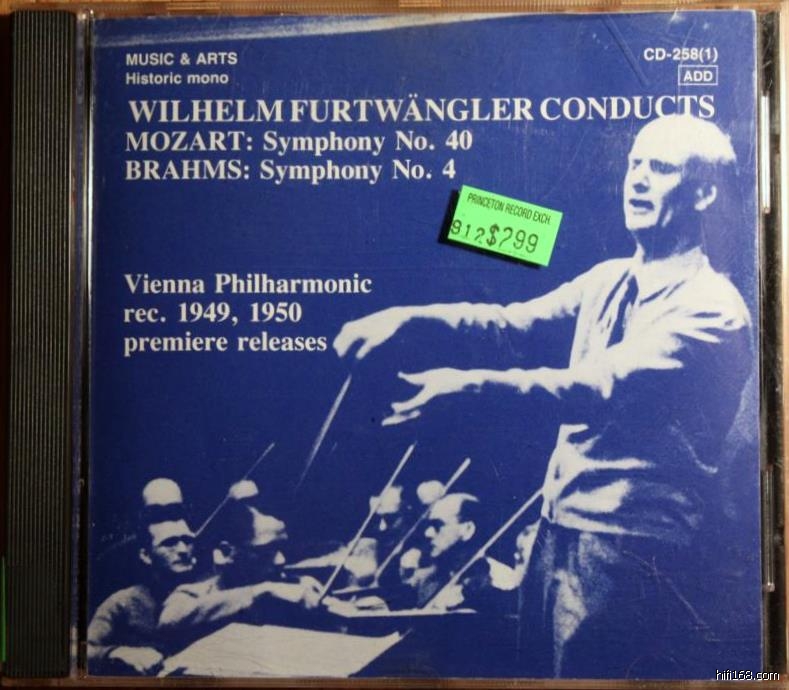 MUSIC & ARTS
Historic mono
CD-258(1)
ADD
WILHELM FURTWÄNGLER CONDUCTS
MOZART: Symphony No. 40
BRAHMS: Symphony No. 4
PRINCETON RECORD EXCH.
912$799
Vienna Philharmonic
rec. 1949, 1950
premiere releases
hifi168.com